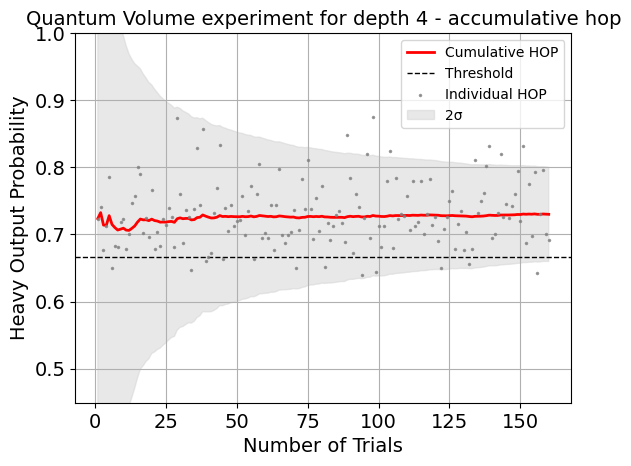 Quantum Volume experiment for depth 4 - accumulative hop
Cumulative HOP
Threshold
Individual HOP
2σ
Heavy Output Probability
1.0
0.9
0.8
0.7
0.6
0.5
0
25
50
75
100
125
150
Number of Trials